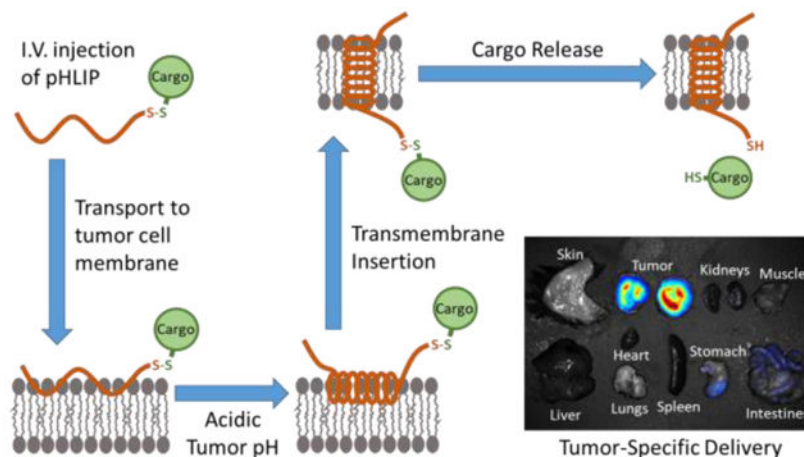 I.V. injection
of pHLIP
Cargo
S-S
Transport to
tumor cell
membrane
Cargo
S-S
Acidic
Tumor pH
Cargo
S-S
Transmembrane
Insertion
S-S
Cargo
Cargo Release
SH
HS
Cargo
Skin
Tumor
Kidneys
Muscle
Heart
Stomach
Liver
Lungs
Spleen
Intestines
Tumor-Specific Delivery